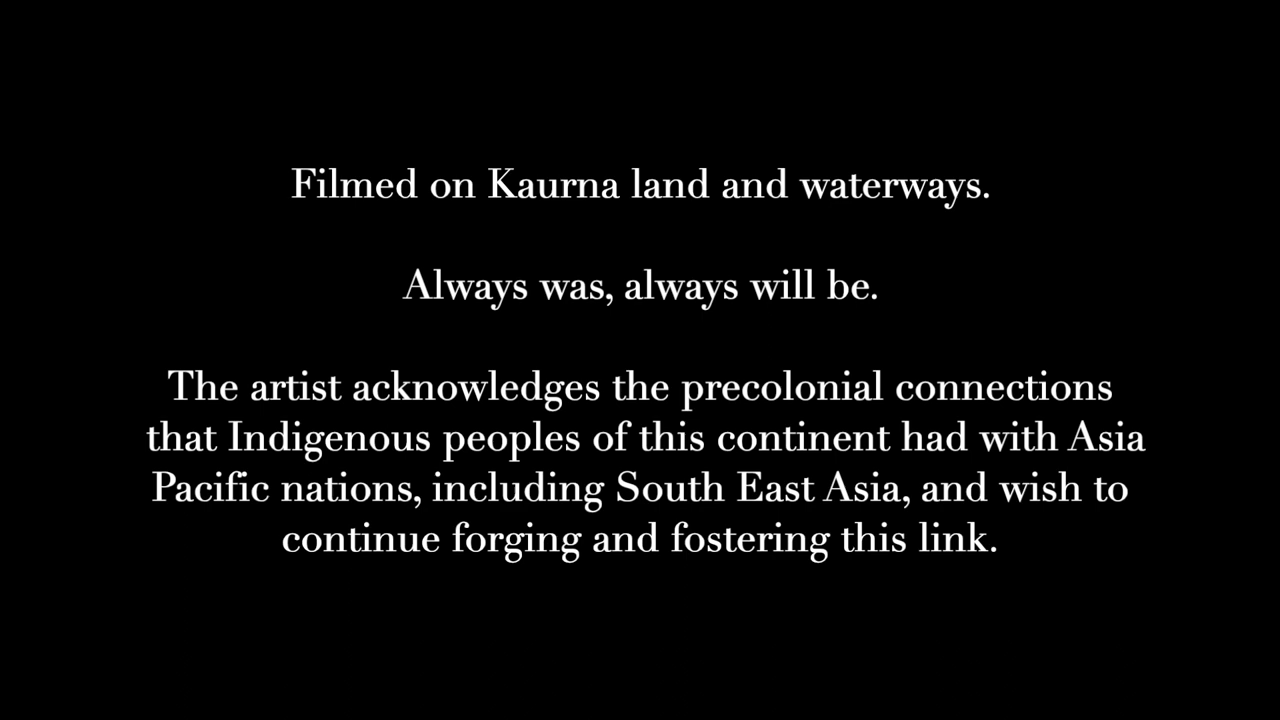 Filmed on Kaurna land and waterways.
Always was, always will be.
The artist acknowledges the precolonial connections
that Indigenous peoples of this continent had with Asia
Pacific nations, including South East Asia, and wish to
continue forging and fostering this link.